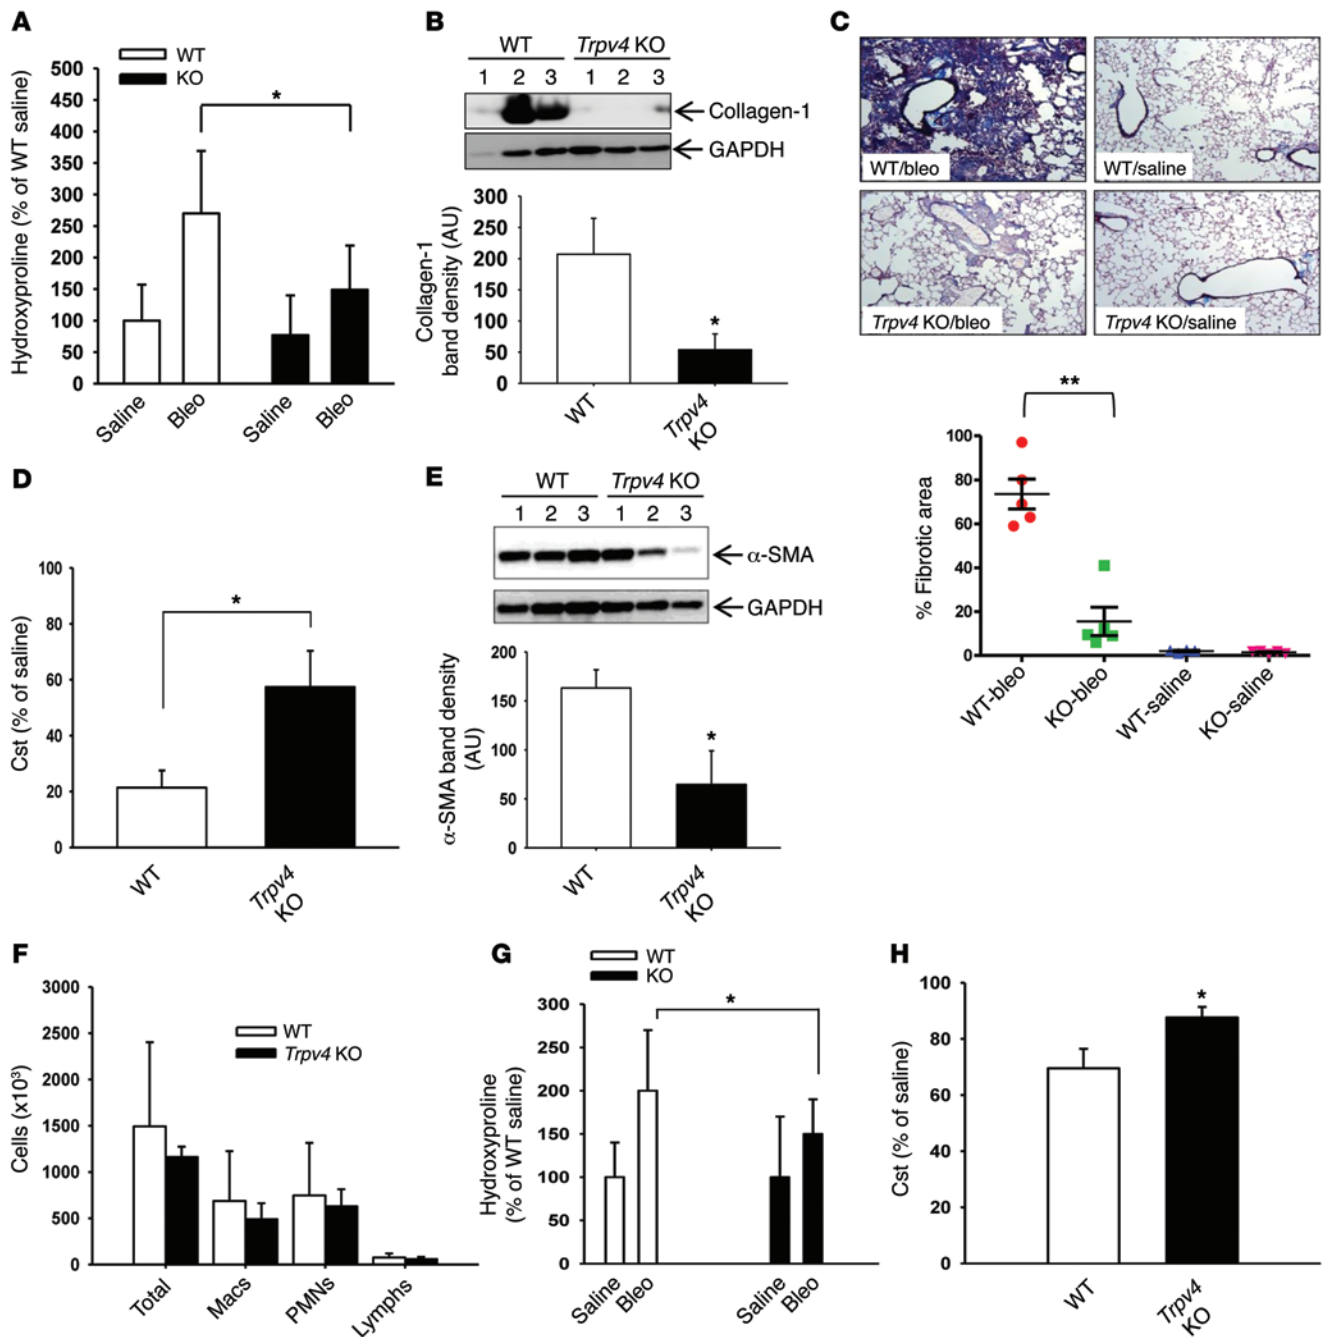 A
WT
KO
500
450
400
350
300
250
200
150
100
50
0
*
Hydroxyproline (% of WT saline)
Saline
Bleo
Saline
Bleo
B
WT
Trpv4 KO
1 2 3 1 2 3
Collagen-1
GAPDH
300
250
200
150
100
50
0
*
Collagen-1
band density (AU)
WT
Trpv4
KO
C
WT/bleo
WT/saline
Trpv4 KO/bleo
Trpv4 KO/saline
**
100
80
60
40
20
0
% Fibrotic area
WT-bleo
KO-bleo
WT-saline
KO-saline
D
100
80
60
40
20
0
*
Cst (% of saline)
WT
Trpv4
KO
E
WT
Trpv4 KO
1 2 3 1 2 3
α-SMA
GAPDH
200
150
100
50
0
*
α-SMA band density
(AU)
WT
Trpv4
KO
F
3000
2500
2000
1500
1000
500
0
WT
Trpv4 KO
Cells (x10³)
Total
Macs
PMNs
Lymphs
G
WT
KO
300
250
200
150
100
50
0
*
Hydroxyproline
(% of WT saline)
Saline
Bleo
Saline
Bleo
H
100
80
60
40
20
0
*
Cst (% of saline)
WT
Trpv4
KO